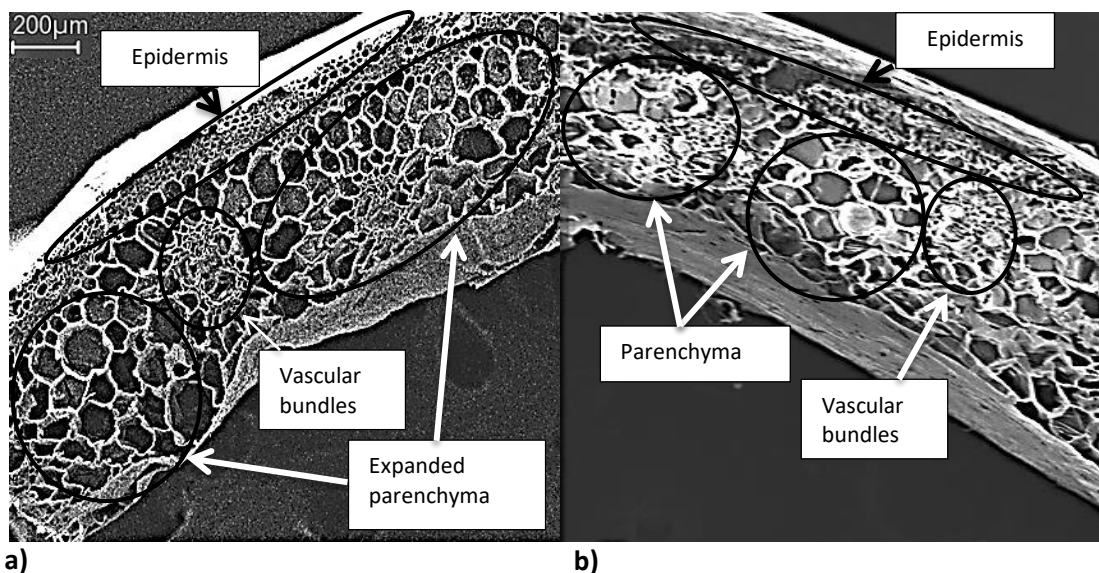 200µm
Epidermis
Epidermis
Vascular
bundles
Expanded
parenchyma
Parenchyma
Vascular
bundles
a)
b)